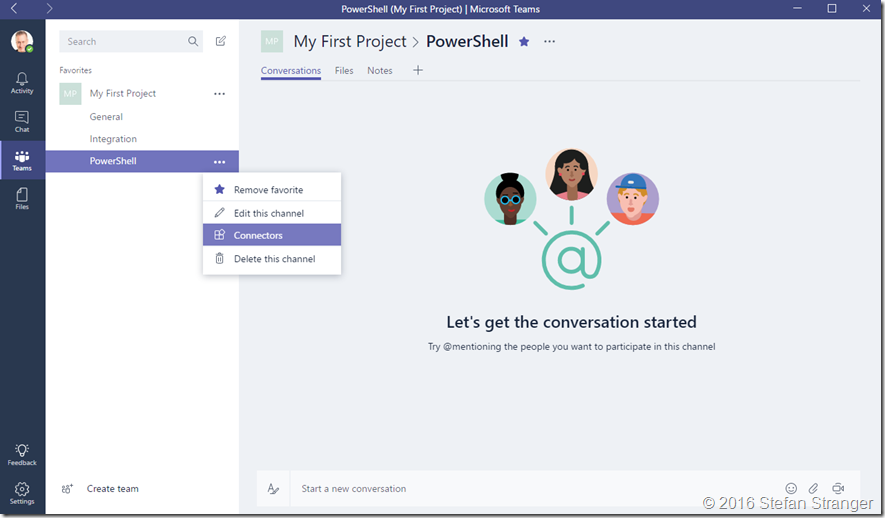 PowerShell (My First Project) | Microsoft Teams
Search
Activity
Chat
Teams
Files
Feedback
Settings
Favorites
MP My First Project ...
General
Integration
PowerShell ...
Remove favorite
Edit this channel
Connectors
Delete this channel
Create team
MP My First Project > PowerShell ...
Conversations Files Notes +
@
Let's get the conversation started
Try @mentioning the people you want to participate in this channel
Start a new conversation
© 2016 Stefan Stranger